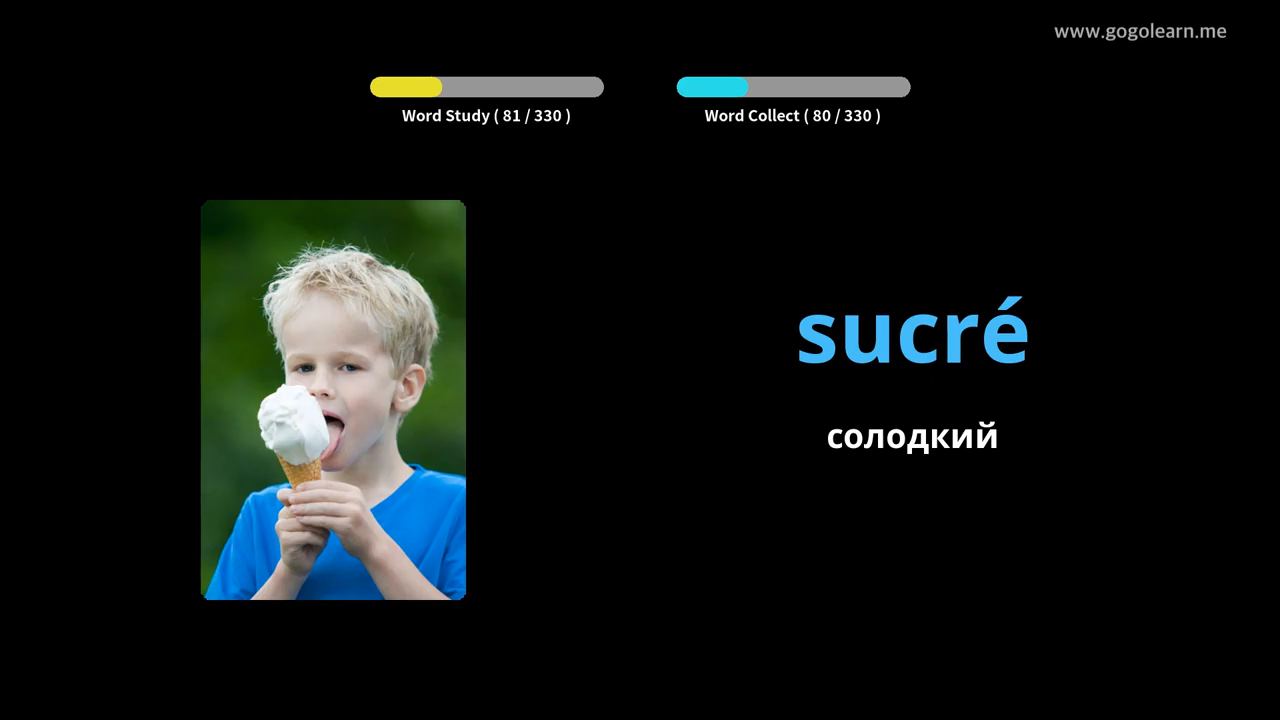 www.gogolearn.me
Word Study ( 81 / 330 )
Word Collect ( 80 / 330 )
sucré
солодкий